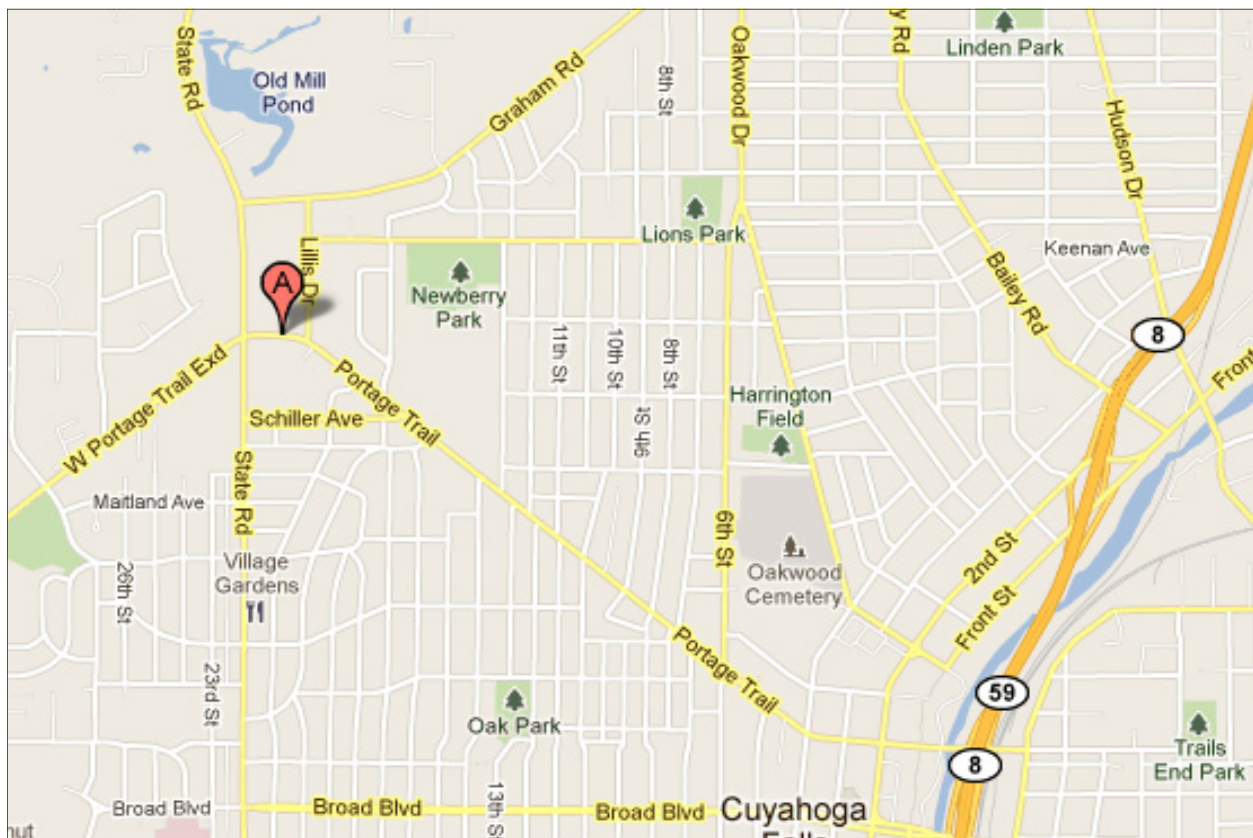 State Rd
Old Mill
Pond
Graham Rd
8th St
Oakwood Dr
Rd
Linden Park
Hudson Dr
Lions Park
Keenan Ave
Lillis Dr
A
Newberry
Park
Bailey Rd
8
Front
W Portage Trail Exd
Portage Trail
11th St
10th St
8th St
Harrington
Field
Schiller Ave
9th St
State Rd
Maitland Ave
6th St
Village
Gardens
26th St
Oakwood
Cemetery
2nd St
Front St
Portage Trail
23rd St
59
Oak Park
Trails
End Park
8
13th St
Broad Blvd
Broad Blvd
Broad Blvd
Cuyahoga
Falls